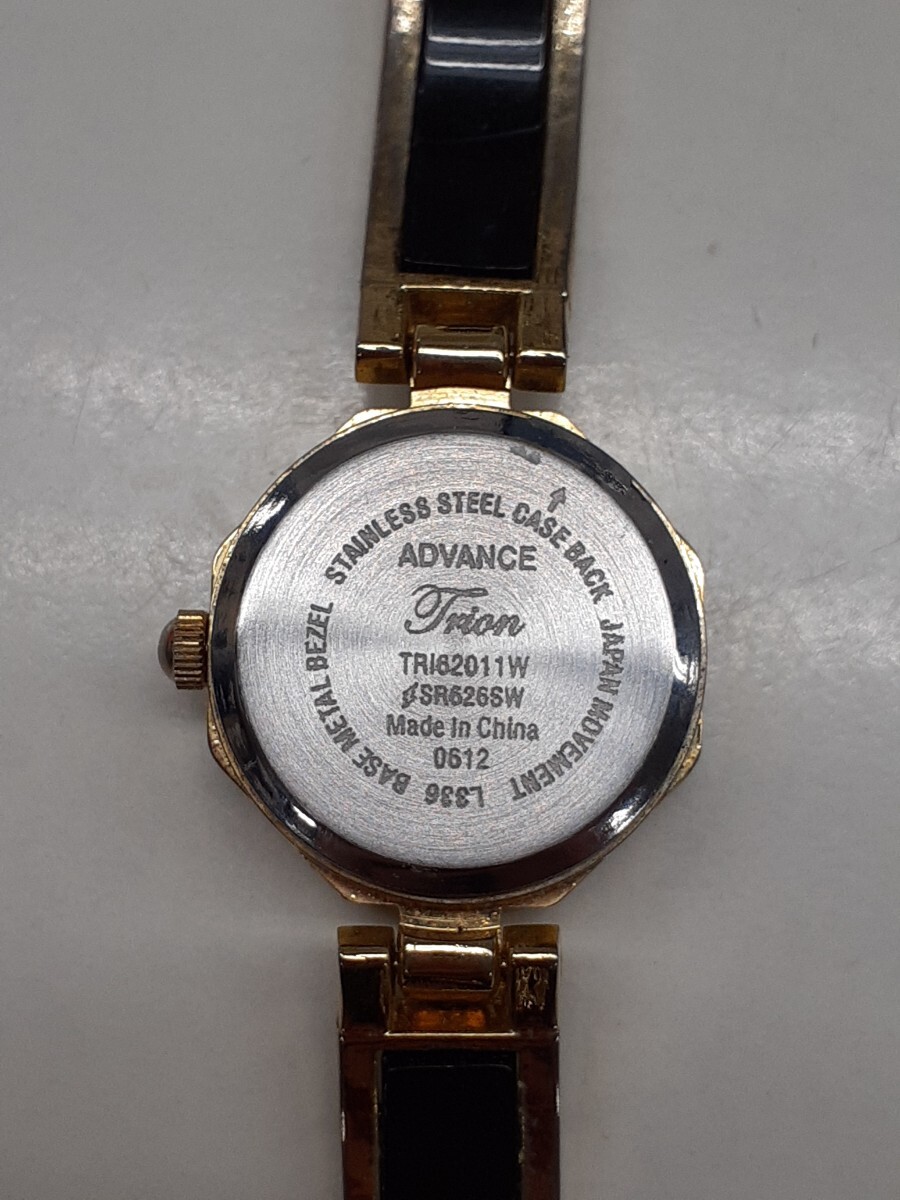 STAINLESS STEEL CASE BACK
JAPAN MOVEMENT
L336
BASE METAL BEZEL
ADVANCE
Trion
TRI62011W
SR626SW
Made In China
0612